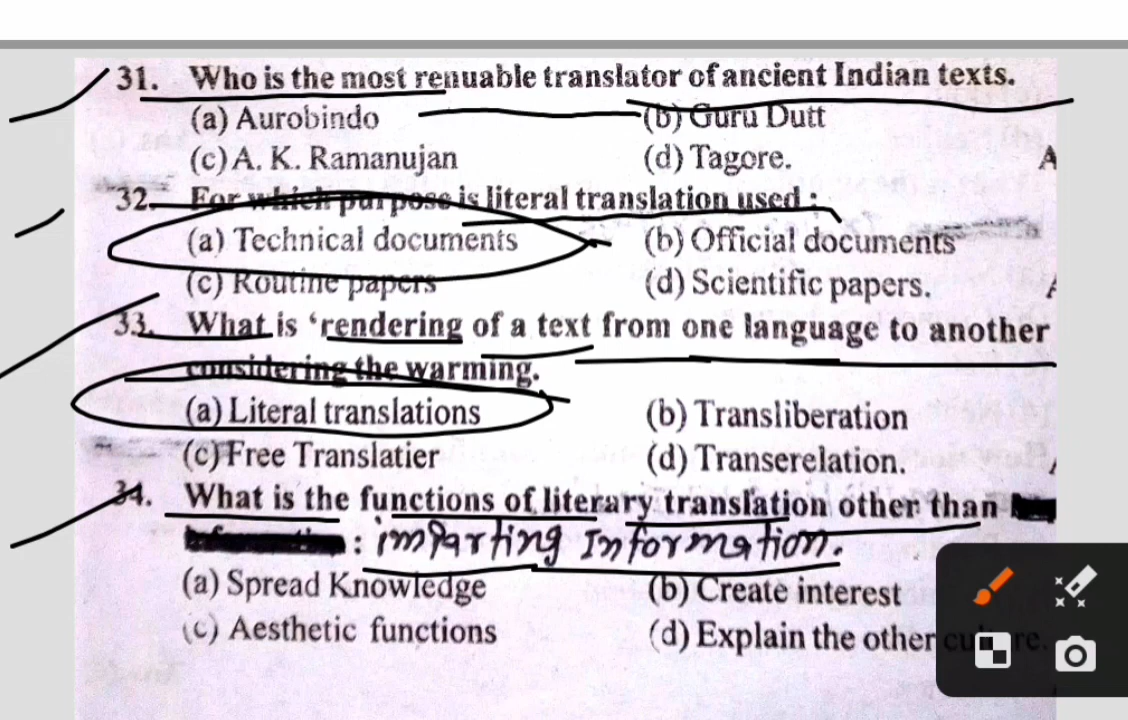 31. Who is the most renuable translator of ancient Indian texts.
(a) Aurobindo (b) Guru Dutt
(c) A. K. Ramanujan (d) Tagore. A
32. For which purpose is literal translation used :
(a) Technical documents (b) Official documents
(c) Routine papers (d) Scientific papers.
33. What is ‘rendering of a text from one language to another
considering the warming.
(a) Literal translations (b) Transliberation
(c) Free Translatier (d) Transerelation.
34. What is the functions of literary translation other than
: imparting Information.
(a) Spread Knowledge (b) Create interest
(c) Aesthetic functions (d) Explain the other culture.